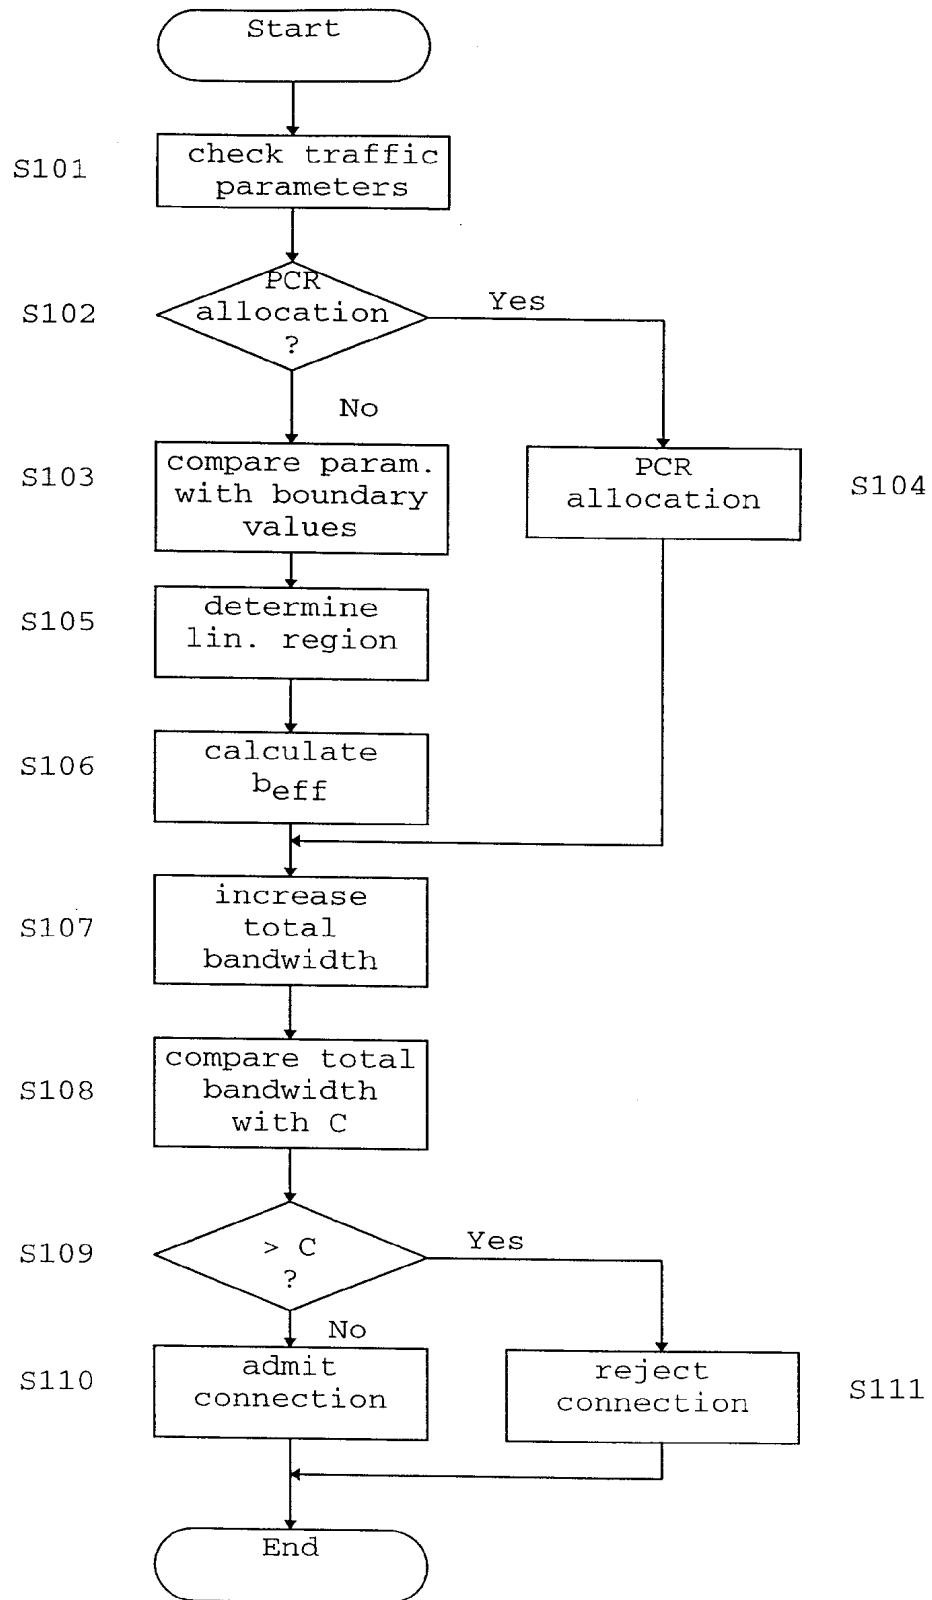 Start
S101
check traffic
parameters
S102
PCR
allocation
?
Yes
No
S103
compare param.
with boundary
values
PCR
allocation
S104
S105
determine
lin. region
S106
calculate
beff
S107
increase
total
bandwidth
S108
compare total
bandwidth
with C
S109
> C
?
Yes
No
S110
admit
connection
reject
connection
S111
End